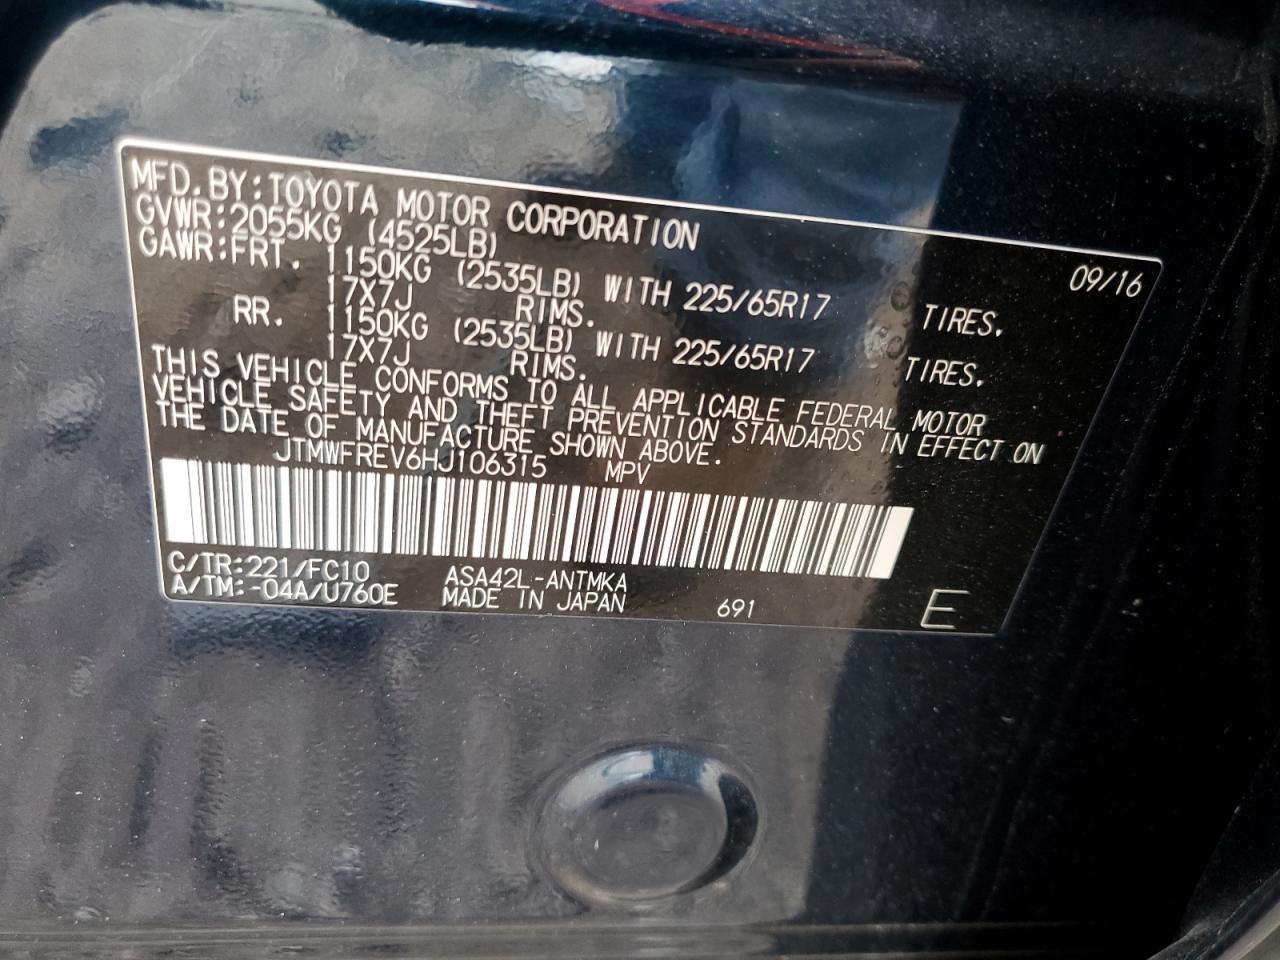 MFD.BY:TOYOTA MOTOR CORPORATION 09/16
GVWR:2055KG (4525LB)
GAWR:FRT. 1150KG (2535LB) WITH 225/65R17 TIRES,
17X7J RIMS.
RR. 1150KG (2535LB) WITH 225/65R17 TIRES,
17X7J RIMS.
THIS VEHICLE CONFORMS TO ALL APPLICABLE FEDERAL MOTOR
VEHICLE SAFETY AND THEFT PREVENTION STANDARDS IN EFFECT ON
THE DATE OF MANUFACTURE SHOWN ABOVE.
JTMWFREV6HJ106315 MPV
C/TR:221/FC10 ASA42L-ANTMKA
A/TM:-04A/U760E MADE IN JAPAN 691 E